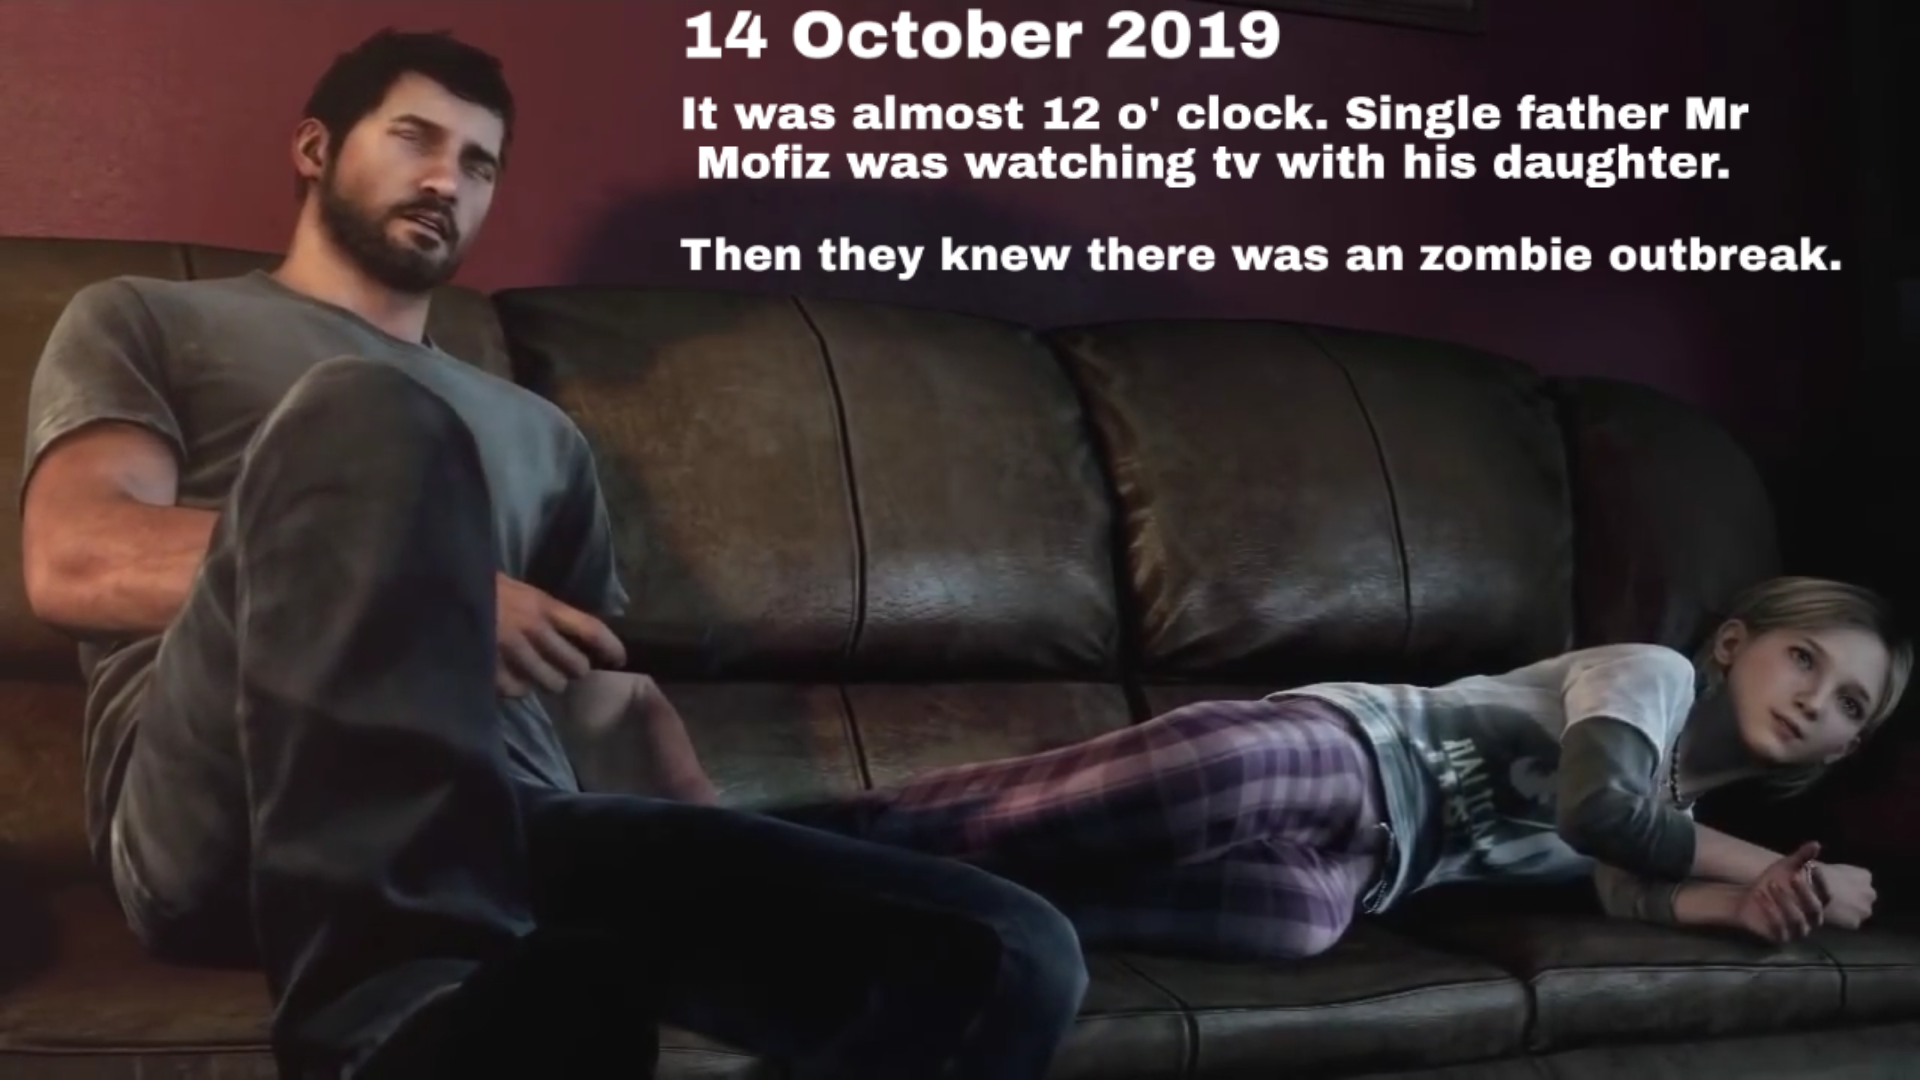 14 October 2019
It was almost 12 o' clock. Single father Mr
Mofiz was watching tv with his daughter.
Then they knew there was an zombie outbreak.